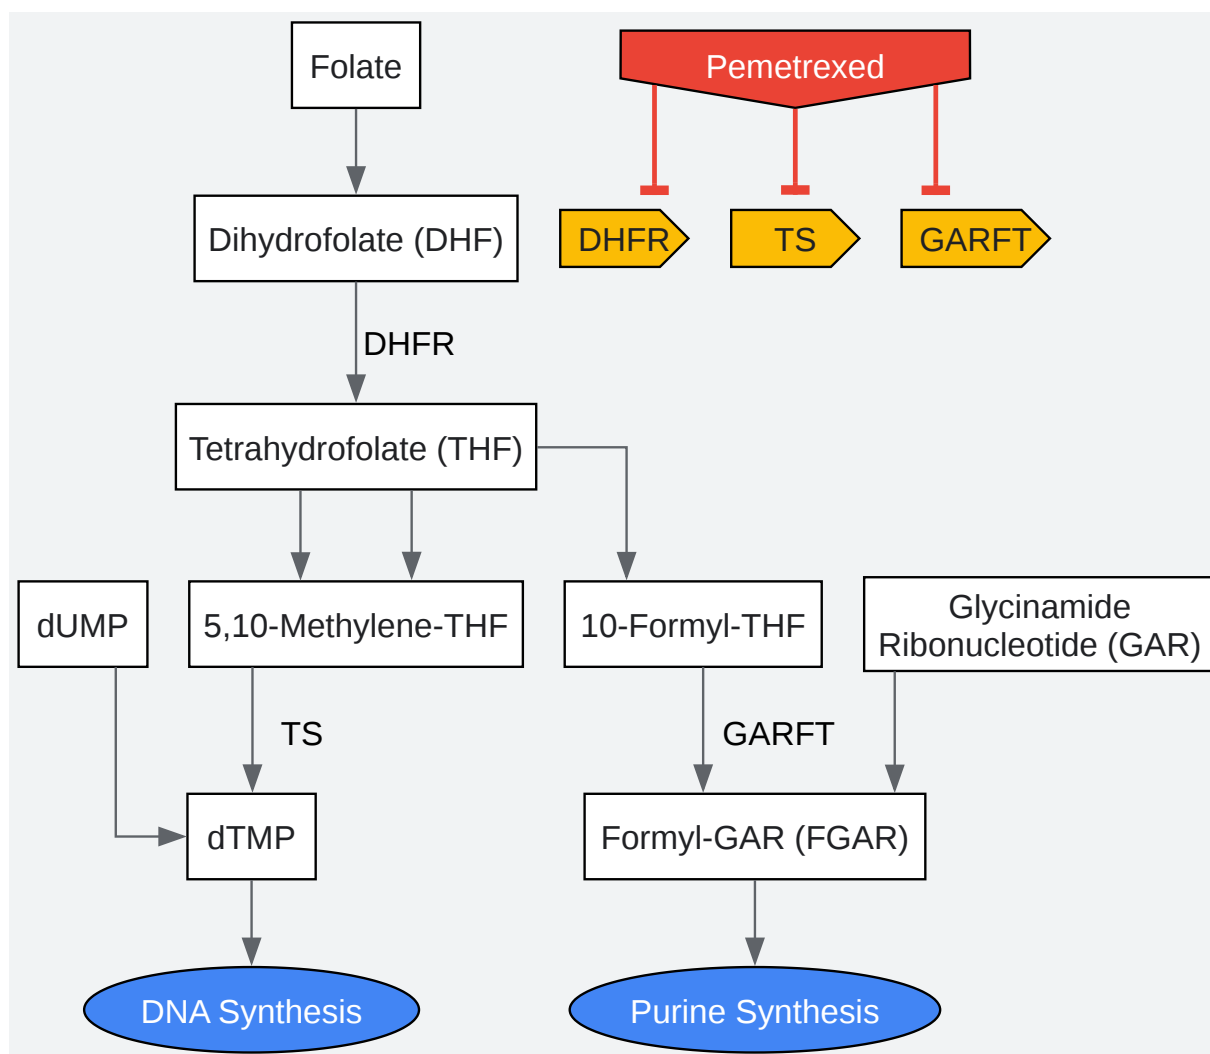 Folate
Pemetrexed
Dihydrofolate (DHF)
DHFR
TS
GARFT
DHFR
Tetrahydrofolate (THF)
dUMP
5,10-Methylene-THF
10-Formyl-THF
Glycinamide
Ribonucleotide (GAR)
TS
GARFT
dTMP
Formyl-GAR (FGAR)
DNA Synthesis
Purine Synthesis